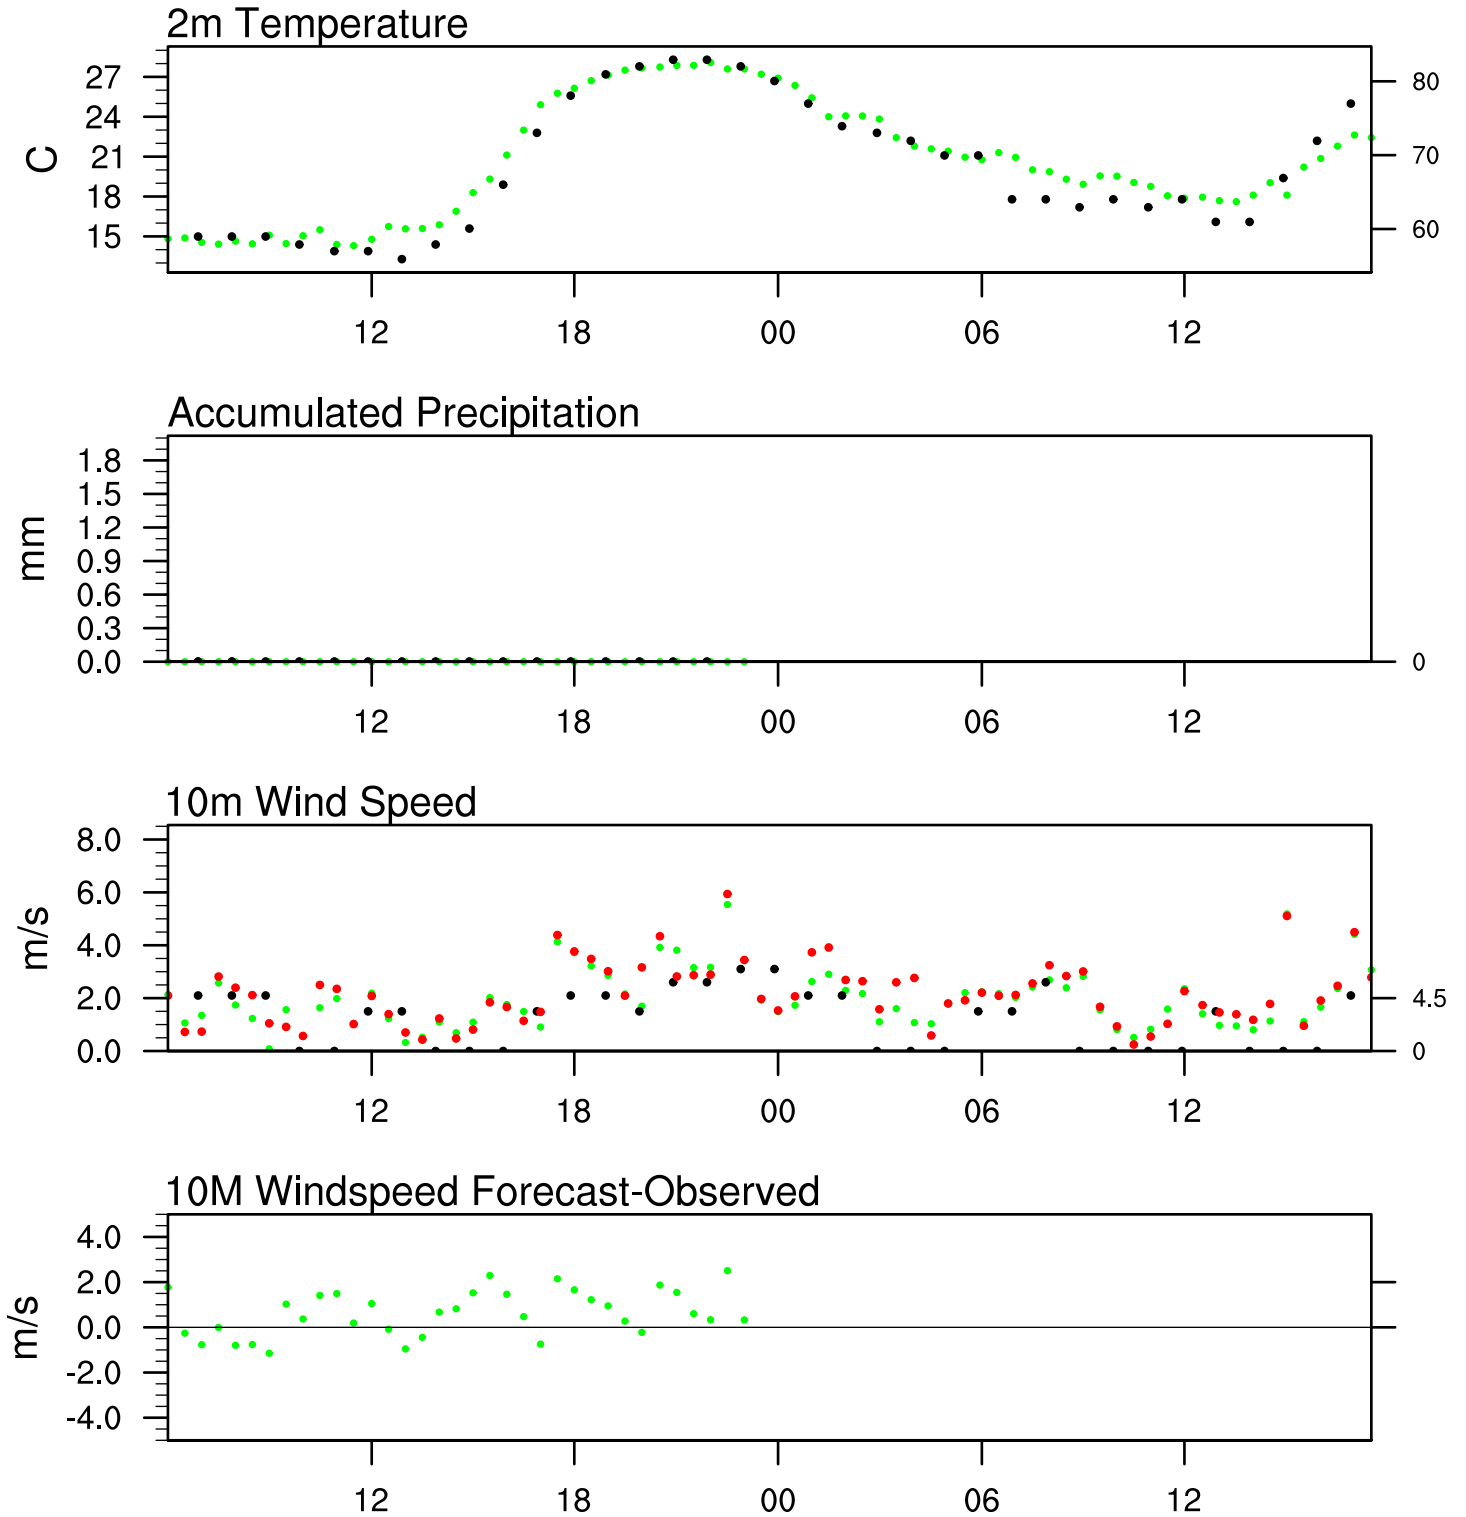 2m Temperature
27
24
21
18
15
C
80
70
60
12 18 00 06 12
Accumulated Precipitation
1.8
1.5
1.2
0.9
0.6
0.3
0.0
mm
0
12 18 00 06 12
10m Wind Speed
8.0
6.0
4.0
2.0
0.0
m/s
4.5
0
12 18 00 06 12
10M Windspeed Forecast-Observed
4.0
2.0
0.0
-2.0
-4.0
m/s
12 18 00 06 12